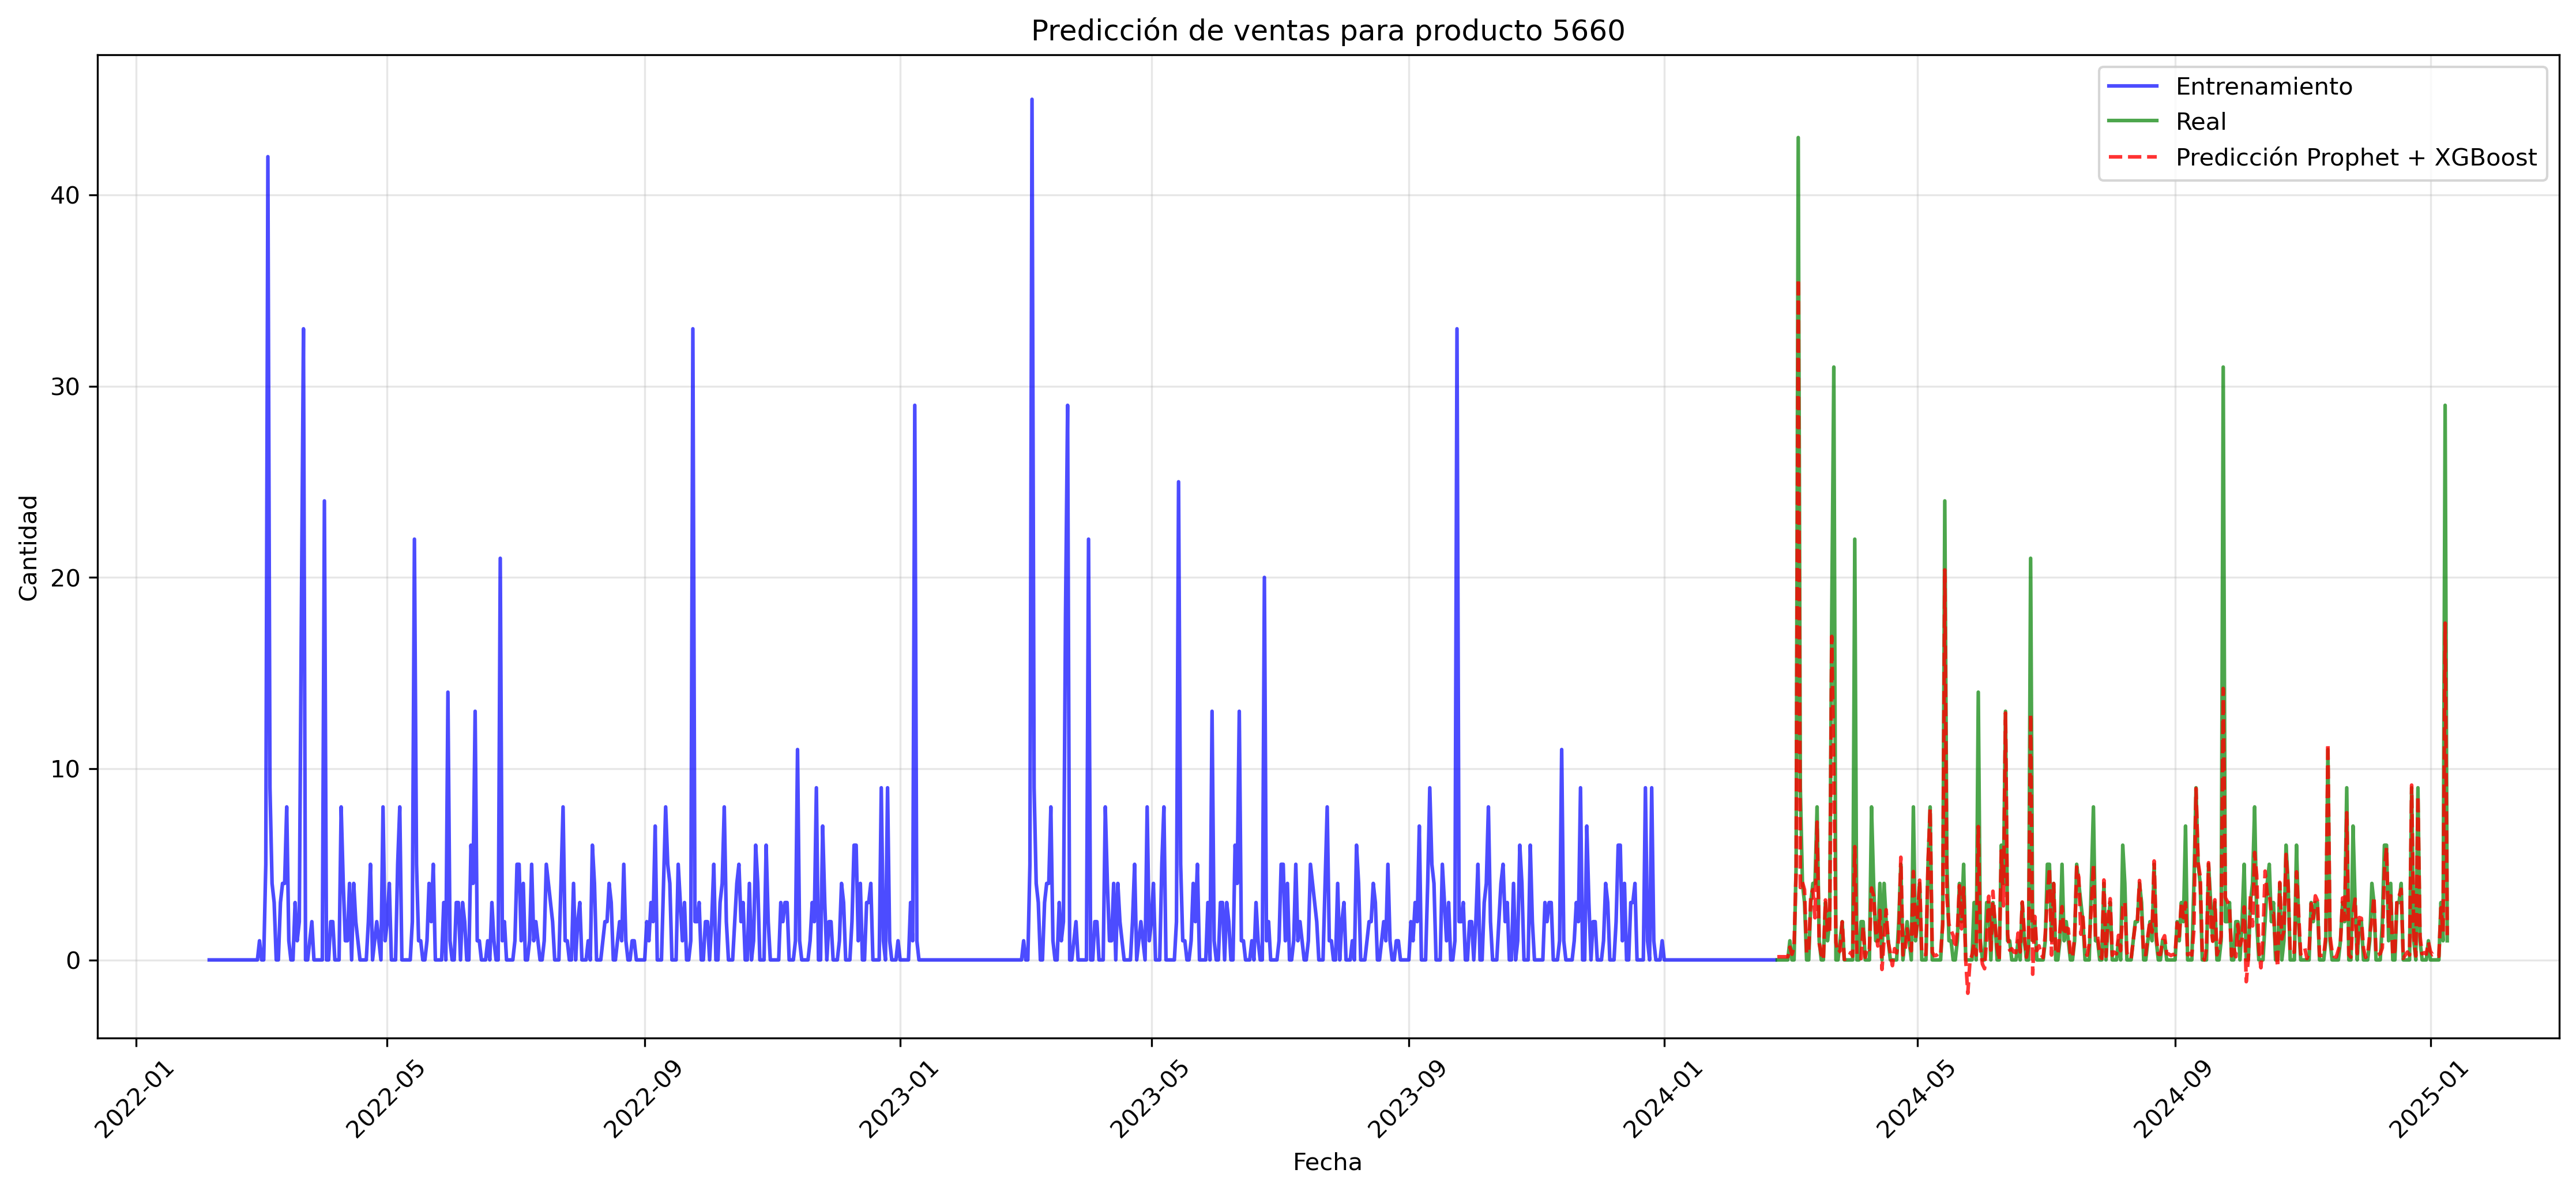 Predicción de ventas para producto 5660
Entrenamiento
Real
Predicción Prophet + XGBoost
Cantidad
40
30
20
10
0
2022-01
2022-05
2022-09
2023-01
2023-05
2023-09
2024-01
2024-05
2024-09
2025-01
Fecha